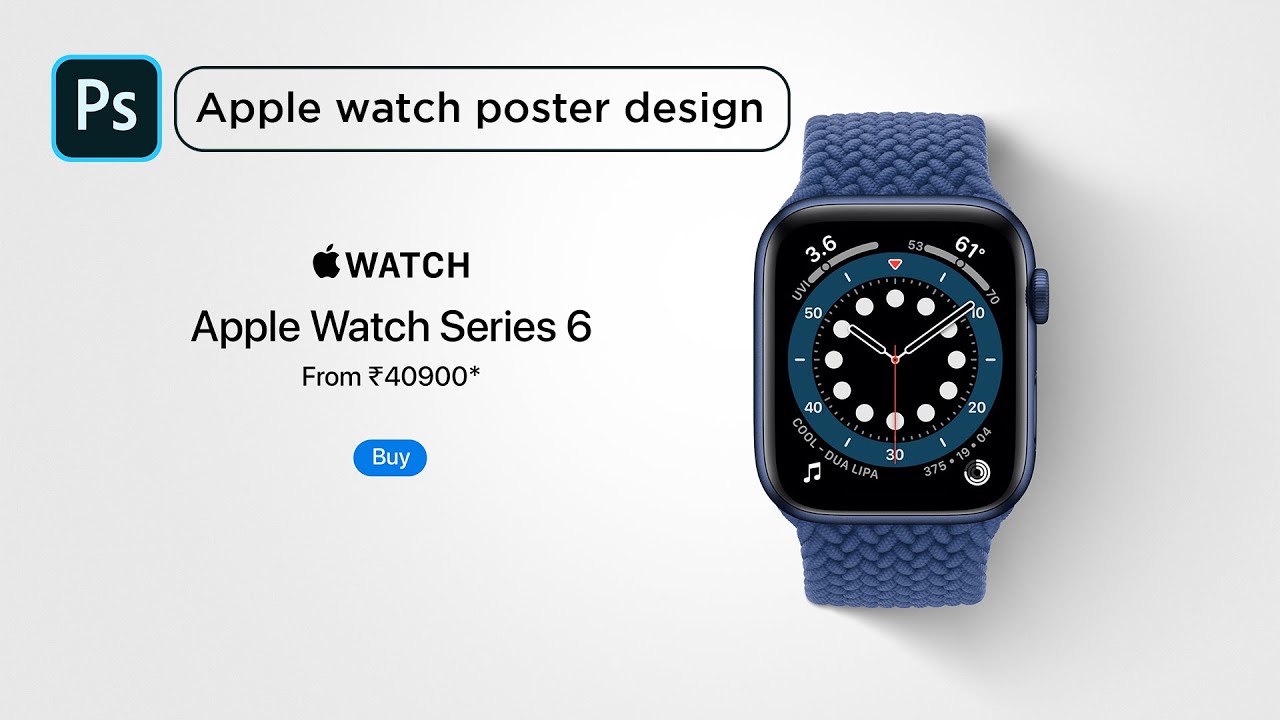 Ps
Apple watch poster design
WATCH
Apple Watch Series 6
From ₹40900*
Buy
3.6
UVI
53
61°
70
50
10
40
20
30
COOL - DUA LIPA
375 • 19 • 04